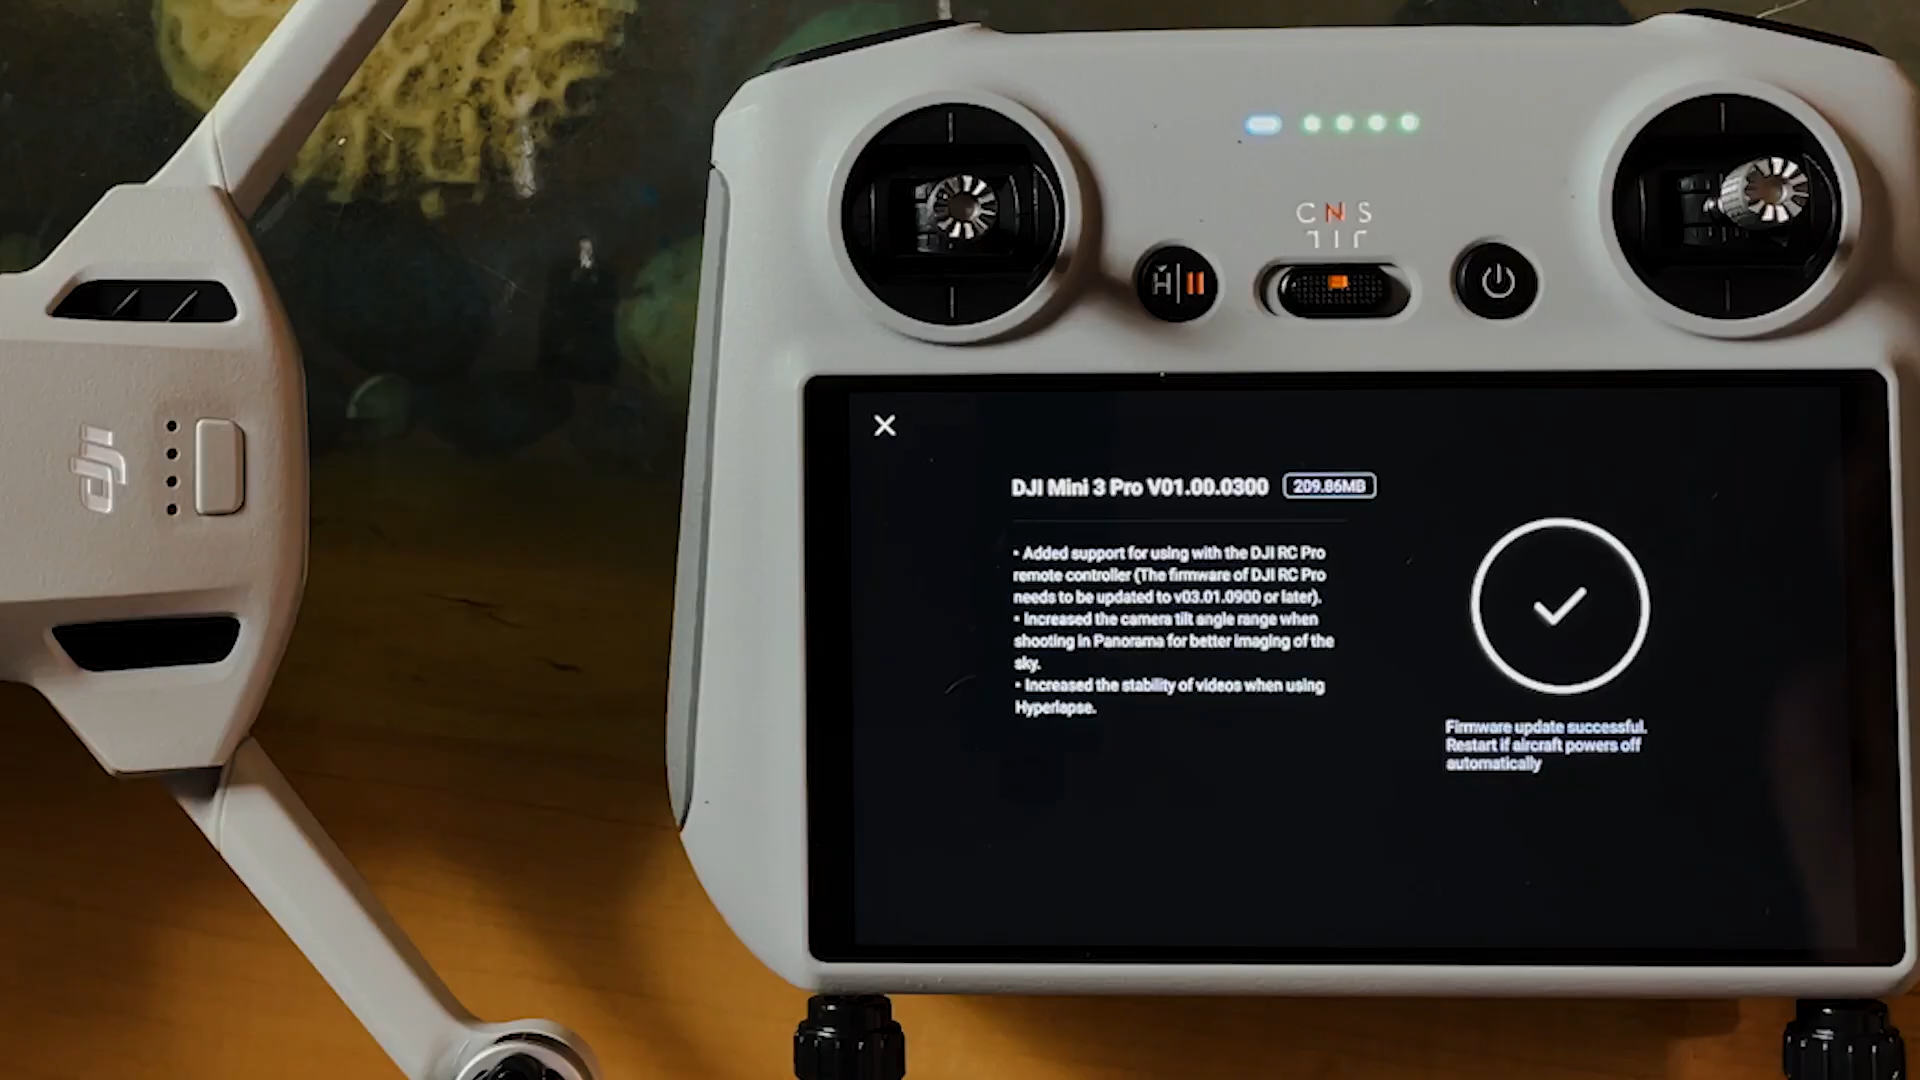 C N S
H
dji
DJI Mini 3 Pro V01.00.0300 209.86MB
• Added support for using with the DJI RC Pro
remote controller (The firmware of DJI RC Pro
needs to be updated to v03.01.0900 or later).
• Increased the camera tilt angle range when
shooting in Panorama for better imaging of the
sky.
• Increased the stability of videos when using
Hyperlapse.
Firmware update successful.
Restart if aircraft powers off
automatically